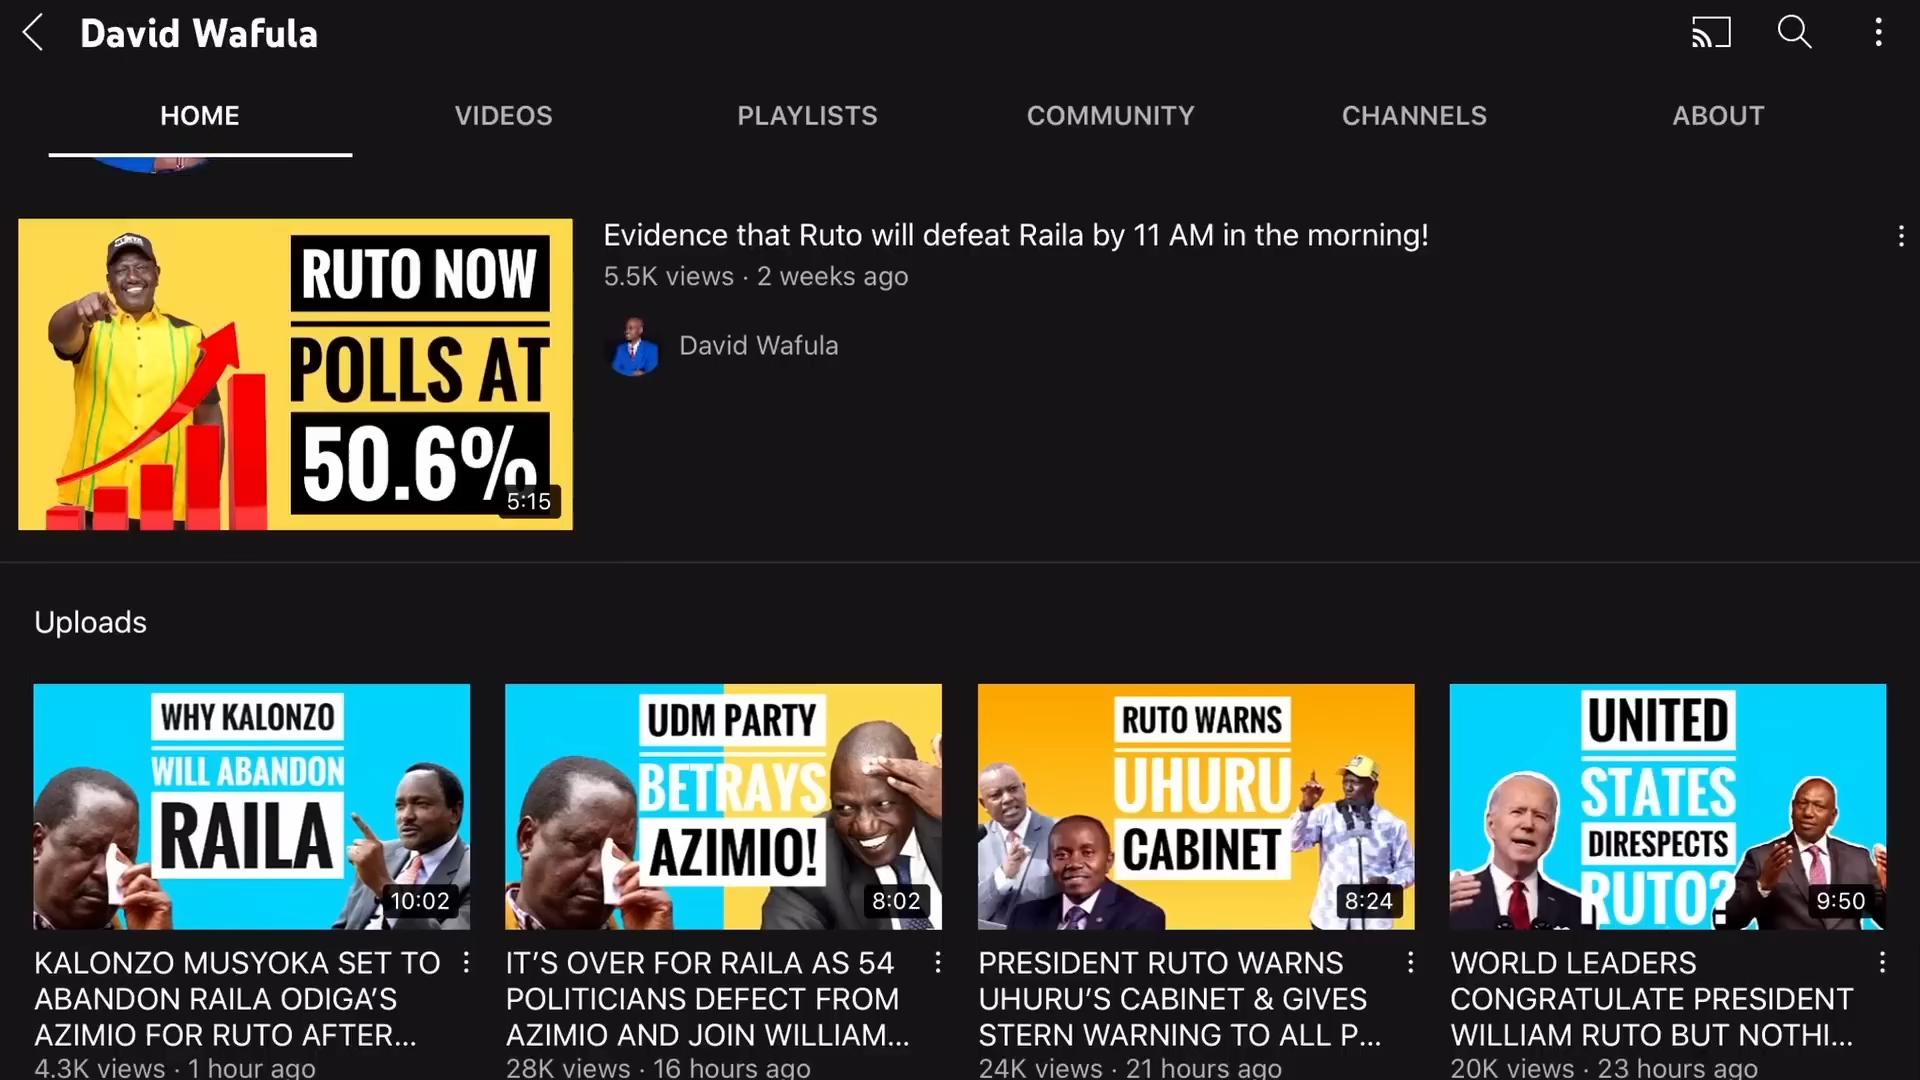 David Wafula
HOME
VIDEOS
PLAYLISTS
COMMUNITY
CHANNELS
ABOUT
RUTO NOW
POLLS AT
50.6%
5:15
Evidence that Ruto will defeat Raila by 11 AM in the morning!
5.5K views · 2 weeks ago
David Wafula
Uploads
WHY KALONZO
WILL ABANDON
RAILA
10:02
KALONZO MUSYOKA SET TO
ABANDON RAILA ODIGA’S
AZIMIO FOR RUTO AFTER...
4.3K views · 1 hour ago
UDM PARTY
BETRAYS
AZIMIO!
8:02
IT’S OVER FOR RAILA AS 54
POLITICIANS DEFECT FROM
AZIMIO AND JOIN WILLIAM...
28K views · 16 hours ago
RUTO WARNS
UHURU
CABINET
8:24
PRESIDENT RUTO WARNS
UHURU’S CABINET & GIVES
STERN WARNING TO ALL P...
24K views · 21 hours ago
UNITED
STATES
DIRESPECTS
RUTO?
9:50
WORLD LEADERS
CONGRATULATE PRESIDENT
WILLIAM RUTO BUT NOTHI...
20K views · 23 hours ago